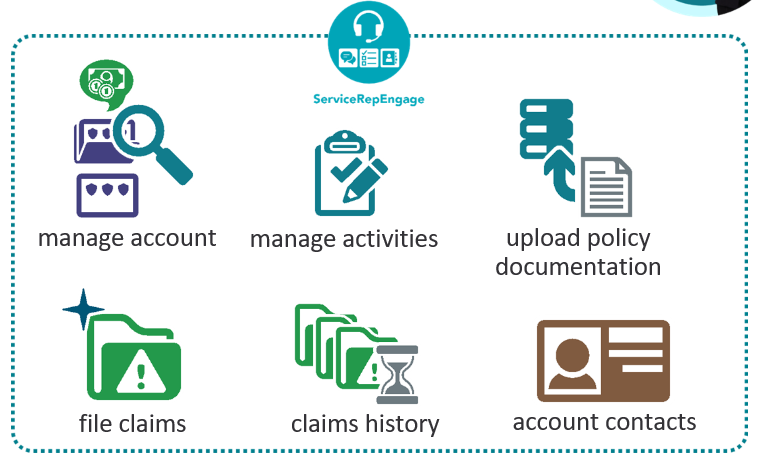 ServiceRepEngage
manage account
manage activities
upload policy
documentation
file claims
claims history
account contacts